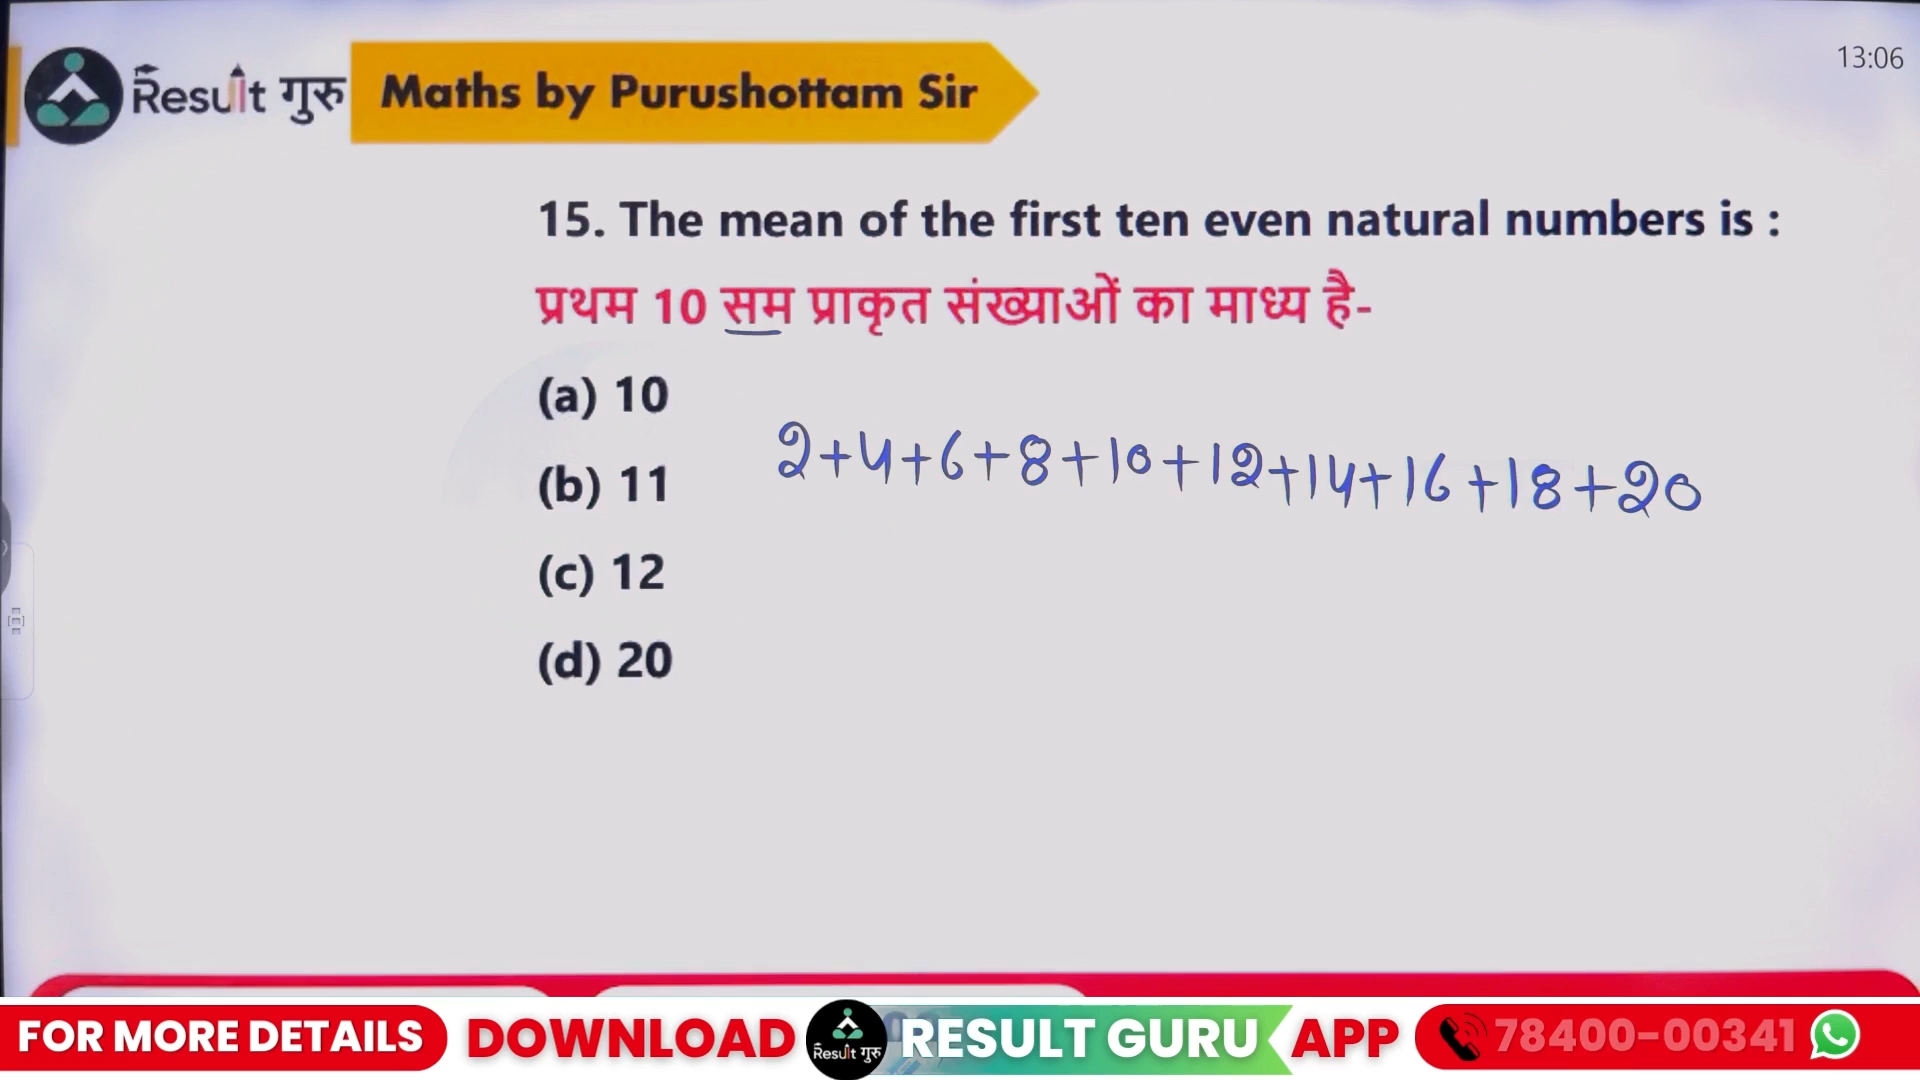 Result गुरु
Maths by Purushottam Sir
13:06
15. The mean of the first ten even natural numbers is :
प्रथम 10 सम प्राकृत संख्याओं का माध्य है-
(a) 10
2+4+6+8+10+12+14+16+18+20
(b) 11
(c) 12
(d) 20
FOR MORE DETAILS DOWNLOAD Result गुरु RESULT GURU APP 78400-00341